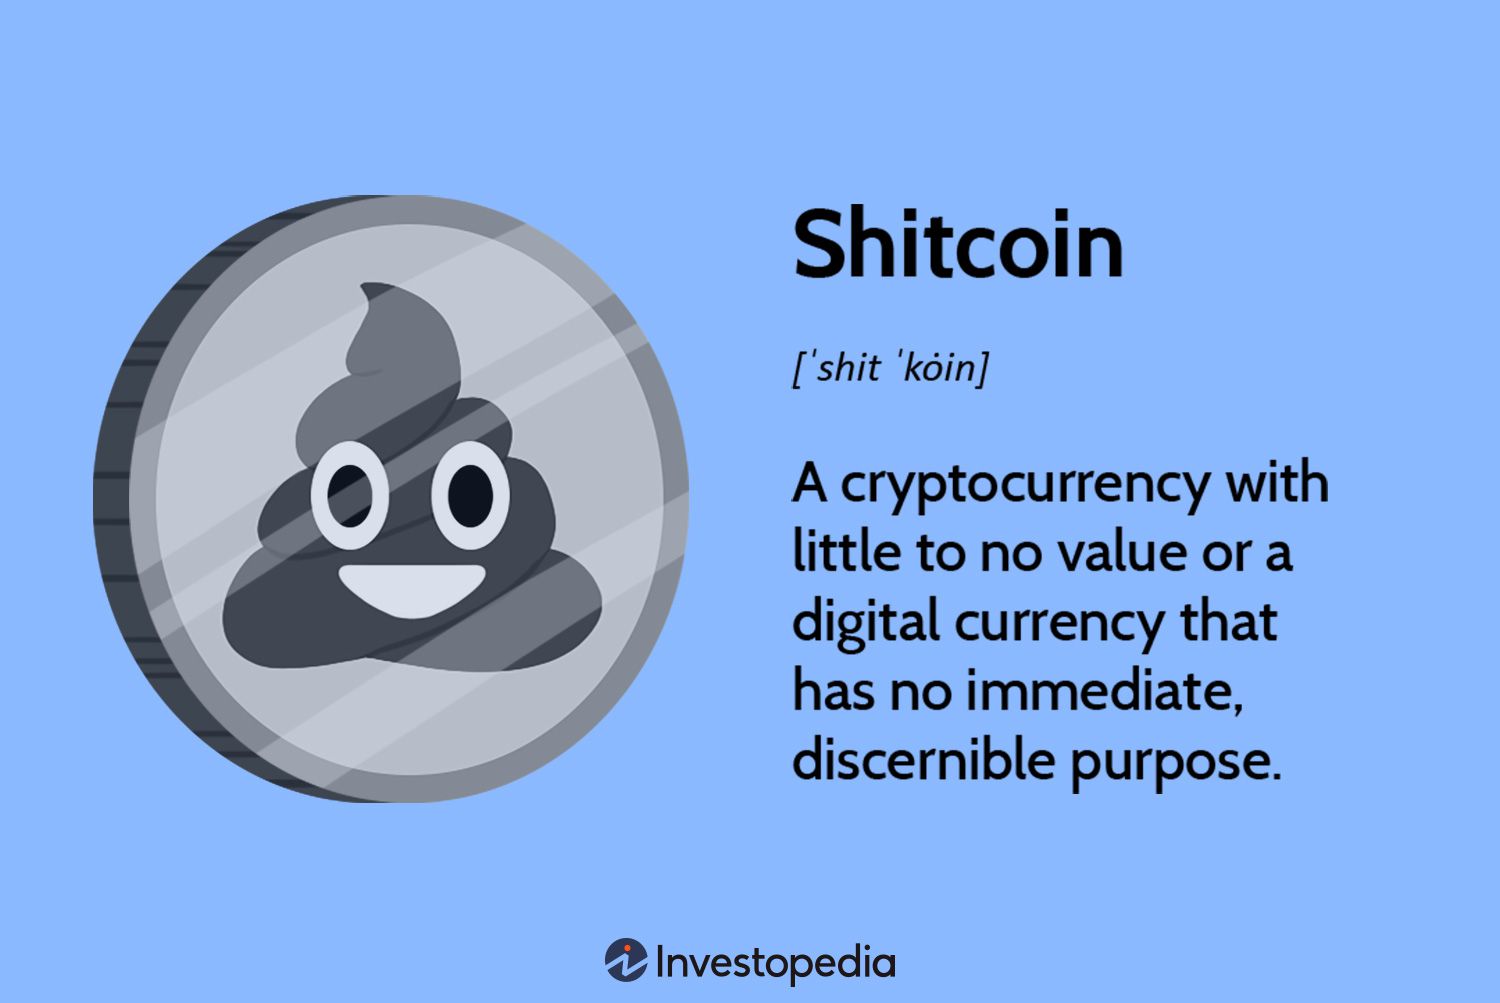 Shitcoin
[ˈshit ˈkȯin]
A cryptocurrency with
little to no value or a
digital currency that
has no immediate,
discernible purpose.
Investopedia